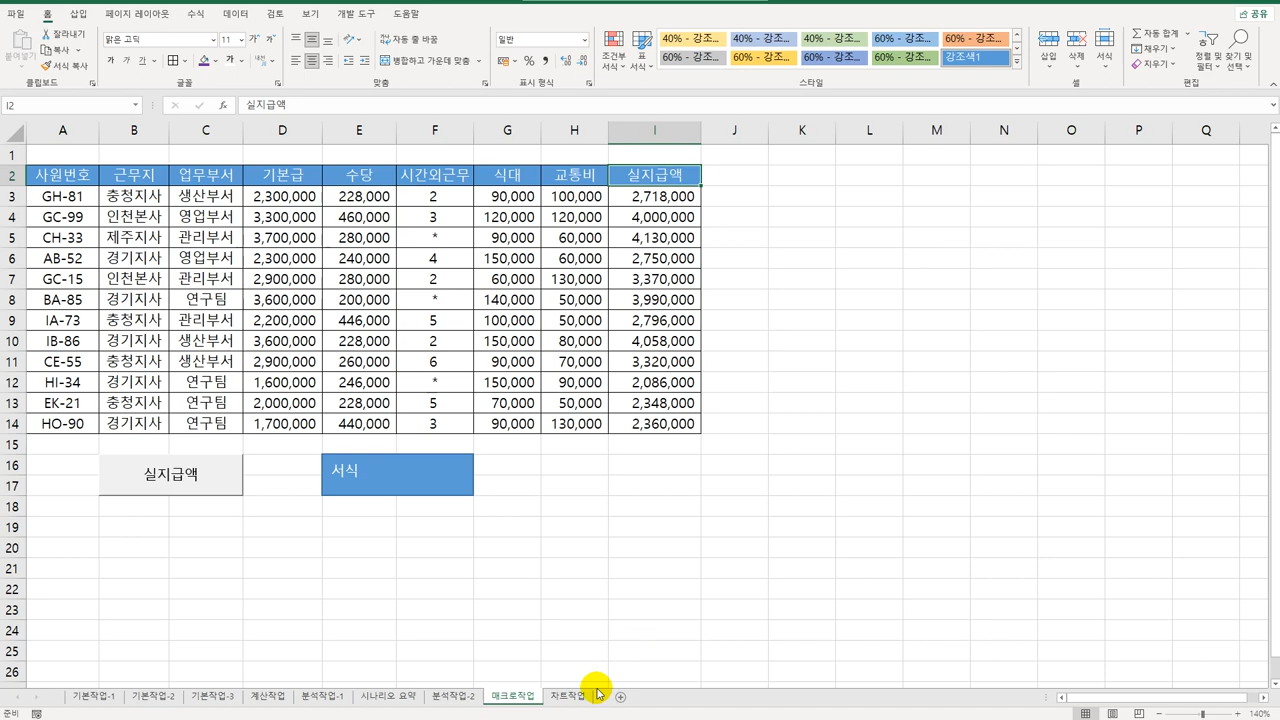 파일 홈 삽입 페이지 레이아웃 수식 데이터 검토 보기 개발 도구 도움말 공유
붙여넣기 잘라내기 복사 서식 복사 클립보드
맑은 고딕 11 가 가 가 가 가 가 글꼴
자동 줄 바꿈 병합하고 가운데 맞춤 맞춤
일반 % 표시 형식
조건부 서식 표 서식
40% - 강조... 40% - 강조... 40% - 강조... 60% - 강조... 60% - 강조...
60% - 강조... 60% - 강조... 60% - 강조... 60% - 강조... 강조색1
스타일
삽입 삭제 서식 셀
자동 합계 채우기 지우기 정렬 및 필터 찾기 및 선택 편집
I2 fx 실지급액
A B C D E F G H I J K L M N O P Q
1
2 사원번호 근무지 업무부서 기본급 수당 시간외근무 식대 교통비 실지급액
3 GH-81 충청지사 생산부서 2,300,000 228,000 2 90,000 100,000 2,718,000
4 GC-99 인천본사 영업부서 3,300,000 460,000 3 120,000 120,000 4,000,000
5 CH-33 제주지사 관리부서 3,700,000 280,000 * 90,000 60,000 4,130,000
6 AB-52 경기지사 영업부서 2,300,000 240,000 4 150,000 60,000 2,750,000
7 GC-15 인천본사 관리부서 2,900,000 280,000 2 60,000 130,000 3,370,000
8 BA-85 경기지사 연구팀 3,600,000 200,000 * 140,000 50,000 3,990,000
9 IA-73 충청지사 관리부서 2,200,000 446,000 5 100,000 50,000 2,796,000
10 IB-86 경기지사 생산부서 3,600,000 228,000 2 150,000 80,000 4,058,000
11 CE-55 충청지사 생산부서 2,900,000 260,000 6 90,000 70,000 3,320,000
12 HI-34 경기지사 연구팀 1,600,000 246,000 * 150,000 90,000 2,086,000
13 EK-21 충청지사 연구팀 2,000,000 228,000 5 70,000 50,000 2,348,000
14 HO-90 경기지사 연구팀 1,700,000 440,000 3 90,000 130,000 2,360,000
15
16 실지급액 서식
17
18
19
20
21
22
23
24
25
26
기본작업-1 기본작업-2 기본작업-3 계산작업 분석작업-1 시나리오 요약 분석작업-2 매크로작업 차트작업
준비 140%